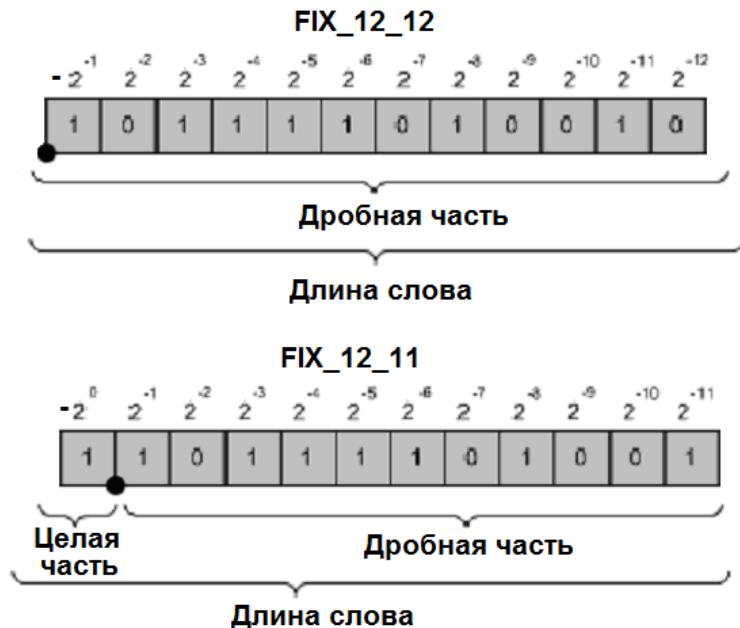 FIX_12_12
-2^-1 2^-2 2^-3 2^-4 2^-5 2^-6 2^-7 2^-8 2^-9 2^-10 2^-11 2^-12
1 0 1 1 1 1 0 1 0 0 1 0
Дробная часть
Длина слова
FIX_12_11
-2^0 2^-1 2^-2 2^-3 2^-4 2^-5 2^-6 2^-7 2^-8 2^-9 2^-10 2^-11
1 1 0 1 1 1 1 0 1 0 0 1
Целая
часть
Дробная часть
Длина слова